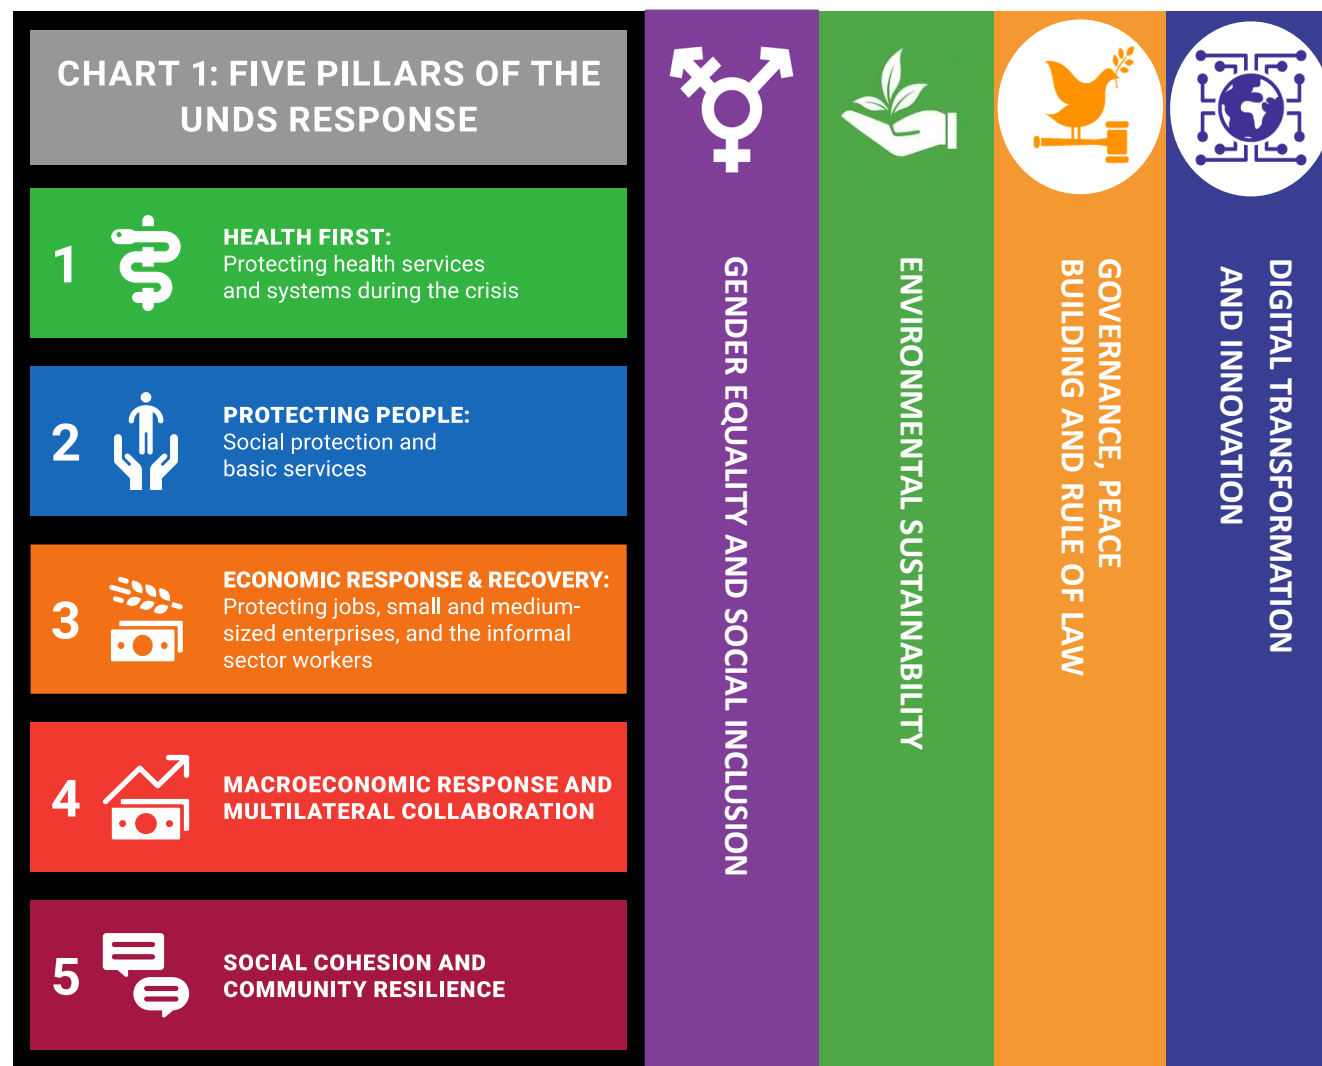 CHART 1: FIVE PILLARS OF THE
UNDS RESPONSE
1
HEALTH FIRST:
Protecting health services
and systems during the crisis
2
PROTECTING PEOPLE:
Social protection and
basic services
3
ECONOMIC RESPONSE & RECOVERY:
Protecting jobs, small and medium-
sized enterprises, and the informal
sector workers
4
MACROECONOMIC RESPONSE AND
MULTILATERAL COLLABORATION
5
SOCIAL COHESION AND
COMMUNITY RESILIENCE
GENDER EQUALITY AND SOCIAL INCLUSION
ENVIRONMENTAL SUSTAINABILITY
GOVERNANCE, PEACE
BUILDING AND RULE OF LAW
DIGITAL TRANSFORMATION
AND INNOVATION